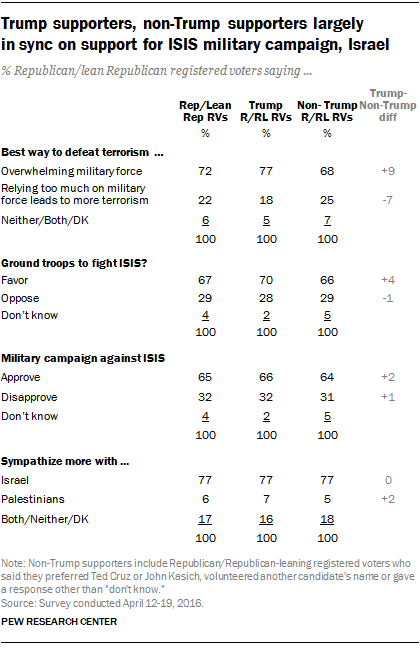 Trump supporters, non-Trump supporters largely
in sync on support for ISIS military campaign, Israel
% Republican/lean Republican registered voters saying ...
Rep/Lean Rep RVs Trump R/RL RVs Non- Trump R/RL RVs Trump-Non-Trump diff
% % %
Best way to defeat terrorism ...
Overwhelming military force 72 77 68 +9
Relying too much on military
force leads to more terrorism 22 18 25 -7
Neither/Both/DK 6 5 7
100 100 100
Ground troops to fight ISIS?
Favor 67 70 66 +4
Oppose 29 28 29 -1
Don't know 4 2 5
100 100 100
Military campaign against ISIS
Approve 65 66 64 +2
Disapprove 32 32 31 +1
Don't know 4 2 5
100 100 100
Sympathize more with ...
Israel 77 77 77 0
Palestinians 6 7 5 +2
Both/Neither/DK 17 16 18
100 100 100
Note: Non-Trump supporters include Republican/Republican-leaning registered voters who
said they preferred Ted Cruz or John Kasich, volunteered another candidate's name or gave
a response other than "don't know."
Source: Survey conducted April 12-19, 2016.
PEW RESEARCH CENTER